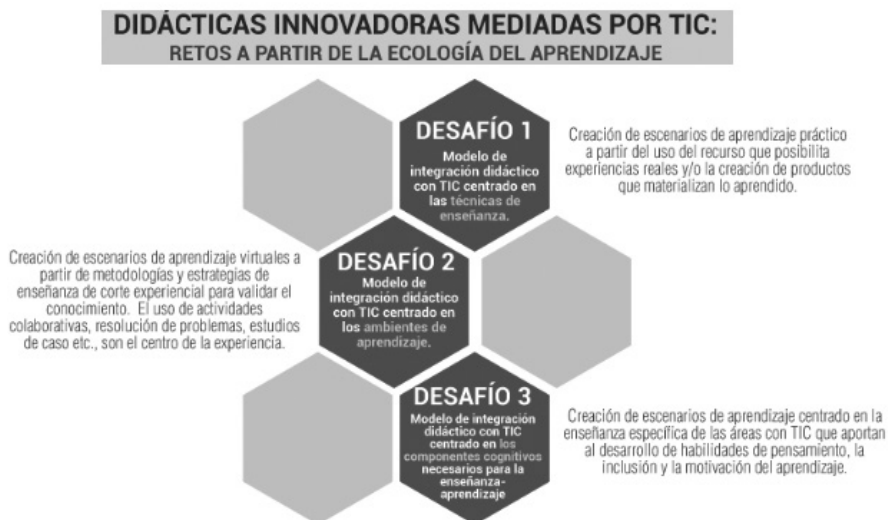 DIDÁCTICAS INNOVADORAS MEDIADAS POR TIC:
RETOS A PARTIR DE LA ECOLOGÍA DEL APRENDIZAJE
DESAFÍO 1
Modelo de
integración didáctico
con TIC centrado en
las técnicas de
enseñanza.
Creación de escenarios de aprendizaje práctico
a partir del uso del recurso que posibilita
experiencias reales y/o la creación de productos
que materializan lo aprendido.
Creación de escenarios de aprendizaje virtuales a
partir de metodologías y estrategias de
enseñanza de corte experiencial para validar el
conocimiento. El uso de actividades
colaborativas, resolución de problemas, estudios
de caso etc., son el centro de la experiencia.
DESAFÍO 2
Modelo de
integración didáctico
con TIC centrado en
los ambientes de
aprendizaje.
DESAFÍO 3
Modelo de integración
didáctico con TIC
centrado en los
componentes cognitivos
necesarios para la
enseñanza-
aprendizaje
Creación de escenarios de aprendizaje centrado en la
enseñanza específica de las áreas con TIC que aportan
al desarrollo de habilidades de pensamiento, la
inclusión y la motivación del aprendizaje.